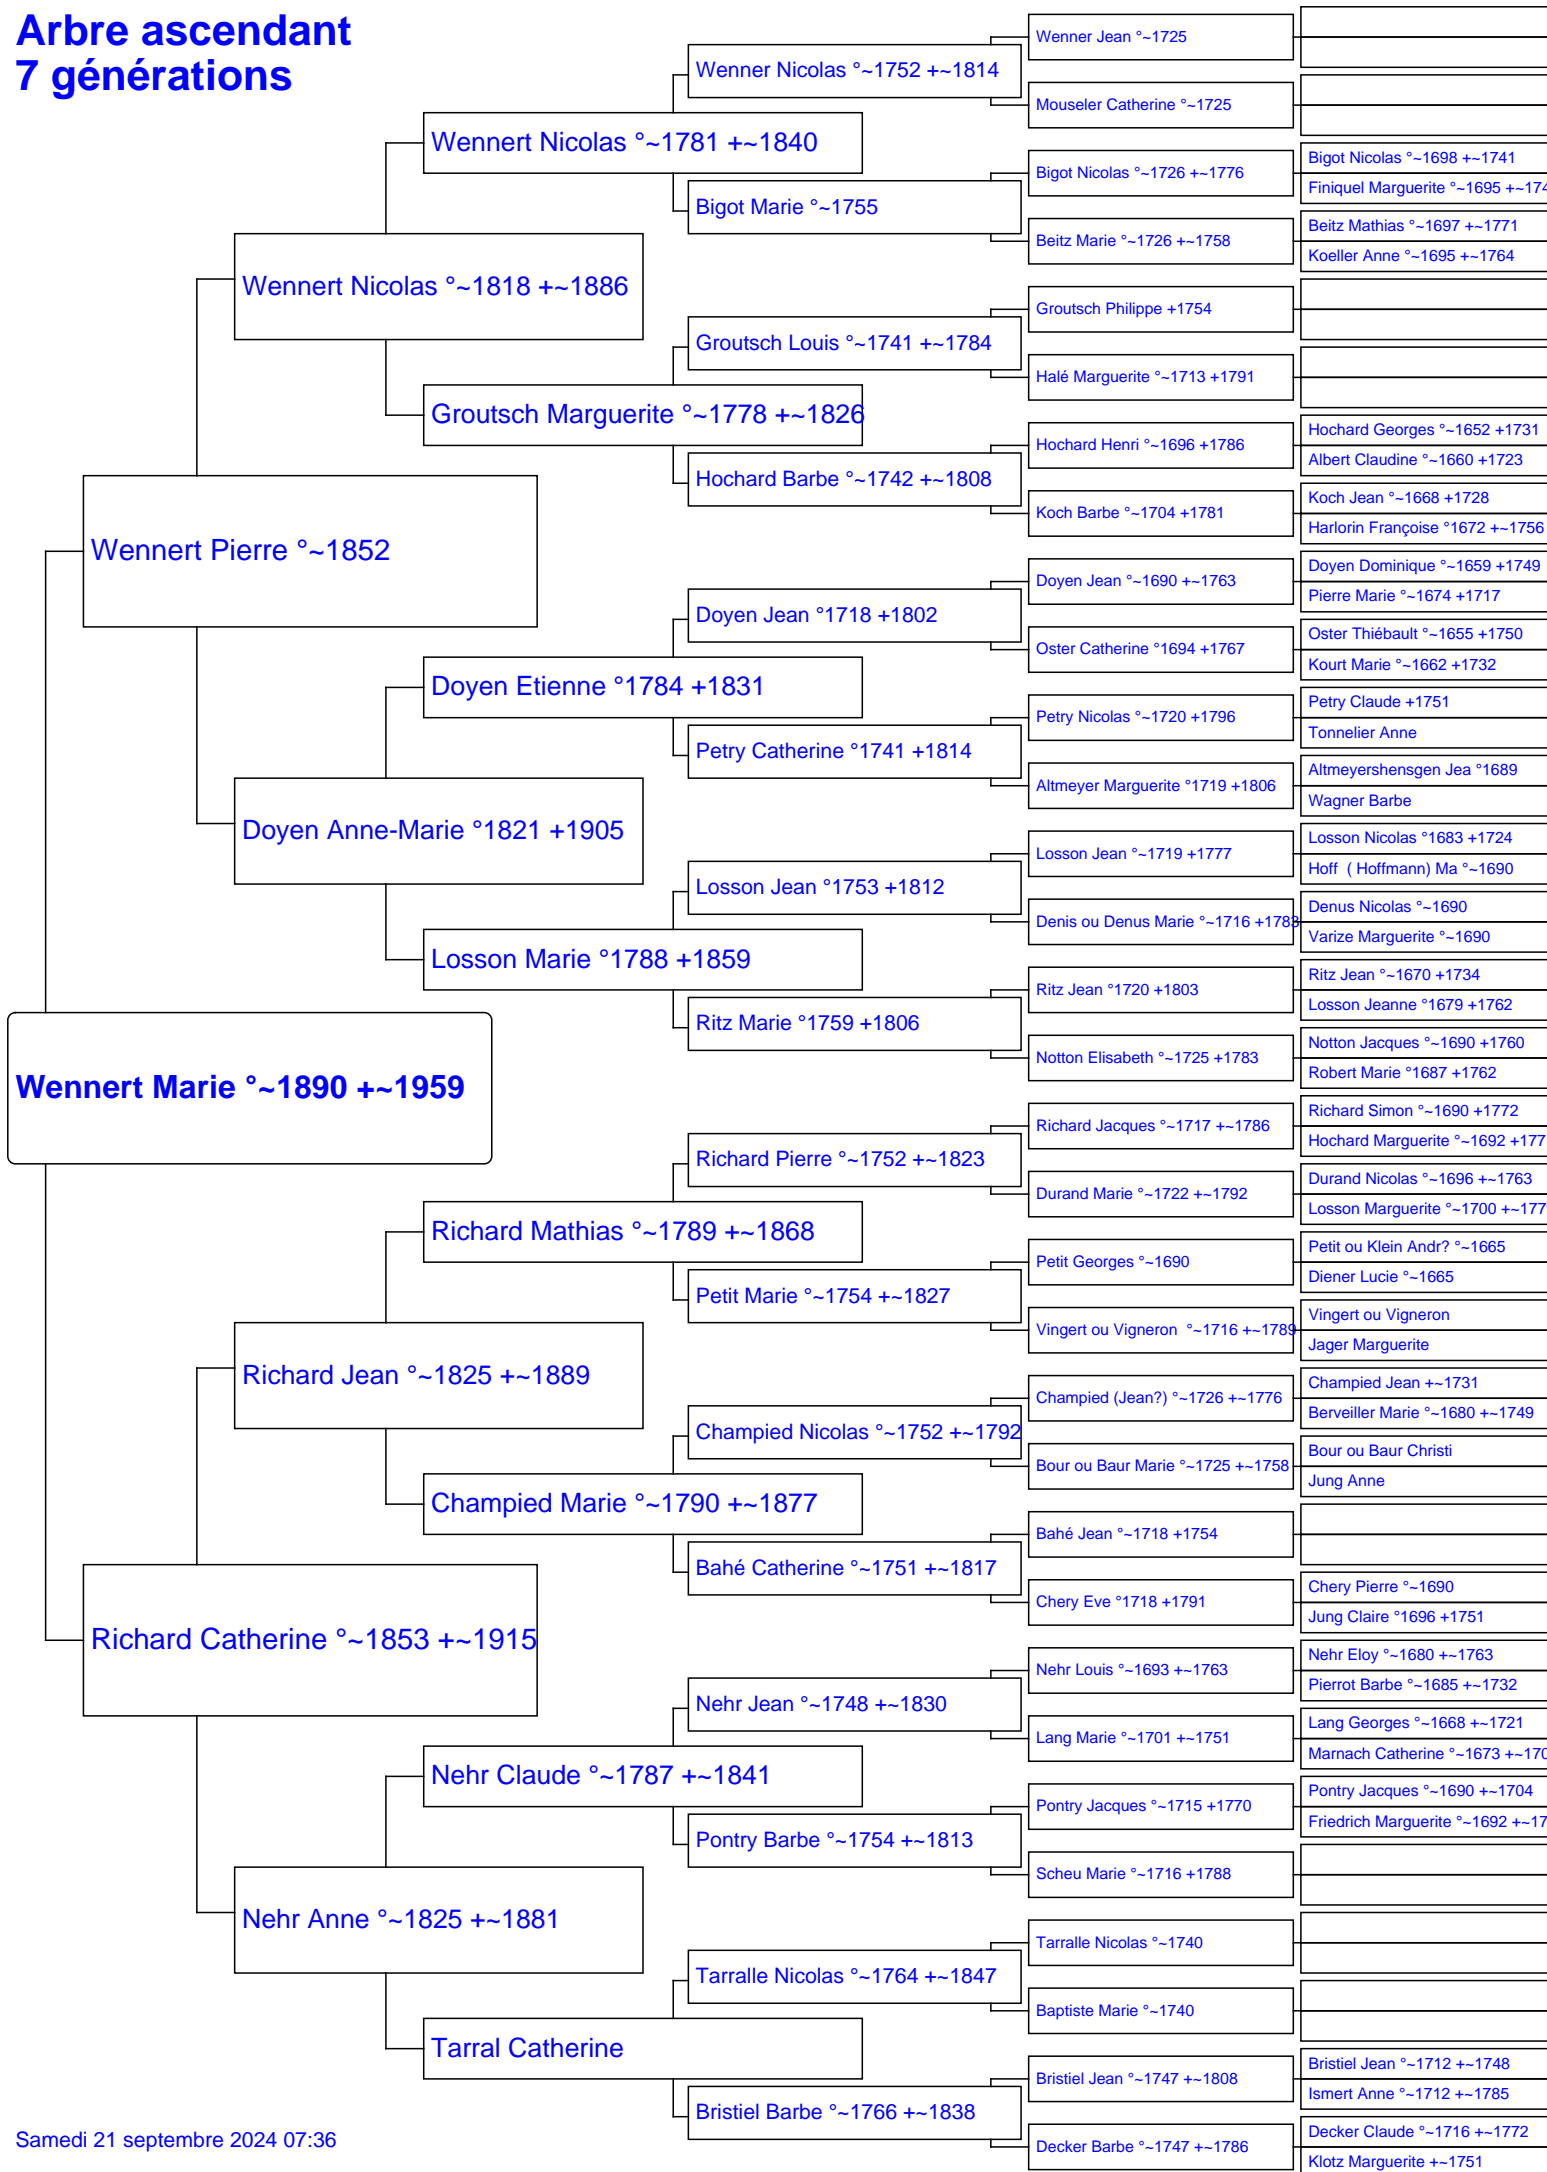 Arbre ascendant
7 générations
Wennert Marie °~1890 +~1959
Wennert Pierre °~1852
Richard Catherine °~1853 +~1915
Wennert Nicolas °~1818 +~1886
Doyen Anne-Marie °1821 +1905
Richard Jean °~1825 +~1889
Nehr Anne °~1825 +~1881
Wennert Nicolas °~1781 +~1840
Groutsch Marguerite °~1778 +~1826
Doyen Etienne °1784 +1831
Losson Marie °1788 +1859
Richard Mathias °~1789 +~1868
Champied Marie °~1790 +~1877
Nehr Claude °~1787 +~1841
Tarral Catherine
Wenner Nicolas °~1752 +~1814
Bigot Marie °~1755
Groutsch Louis °~1741 +~1784
Hochard Barbe °~1742 +~1808
Doyen Jean °1718 +1802
Petry Catherine °1741 +1814
Losson Jean °1753 +1812
Ritz Marie °1759 +1806
Richard Pierre °~1752 +~1823
Petit Marie °~1754 +~1827
Champied Nicolas °~1752 +~1792
Bahé Catherine °~1751 +~1817
Nehr Jean °~1748 +~1830
Pontry Barbe °~1754 +~1813
Tarralle Nicolas °~1764 +~1847
Bristiel Barbe °~1766 +~1838
Wenner Jean °~1725
Mouseler Catherine °~1725
Bigot Nicolas °~1726 +~1776
Beitz Marie °~1726 +~1758
Groutsch Philippe +1754
Halé Marguerite °~1713 +1791
Hochard Henri °~1696 +1786
Koch Barbe °~1704 +1781
Doyen Jean °~1690 +~1763
Oster Catherine °1694 +1767
Petry Nicolas °~1720 +1796
Altmeyer Marguerite °1719 +1806
Losson Jean °~1719 +1777
Denis ou Denus Marie °~1716 +1783
Ritz Jean °1720 +1803
Notton Elisabeth °~1725 +1783
Richard Jacques °~1717 +~1786
Durand Marie °~1722 +~1792
Petit Georges °~1690
Vingert ou Vigneron  °~1716 +~1789
Champied (Jean?) °~1726 +~1776
Bour ou Baur Marie °~1725 +~1758
Bahé Jean °~1718 +1754
Chery Eve °1718 +1791
Nehr Louis °~1693 +~1763
Lang Marie °~1701 +~1751
Pontry Jacques °~1715 +1770
Scheu Marie °~1716 +1788
Tarralle Nicolas °~1740
Baptiste Marie °~1740
Bristiel Jean °~1747 +~1808
Decker Barbe °~1747 +~1786
Bigot Nicolas °~1698 +~1741
Finiquel Marguerite °~1695 +~174
Beitz Mathias °~1697 +~1771
Koeller Anne °~1695 +~1764
Hochard Georges °~1652 +1731
Albert Claudine °~1660 +1723
Koch Jean °~1668 +1728
Harlorin Françoise °1672 +~1756
Doyen Dominique °~1659 +1749
Pierre Marie °~1674 +1717
Oster Thiébault °~1655 +1750
Kourt Marie °~1662 +1732
Petry Claude +1751
Tonnelier Anne
Altmeyershensgen Jea °1689
Wagner Barbe
Losson Nicolas °1683 +1724
Hoff  ( Hoffmann) Ma °~1690
Denus Nicolas °~1690
Varize Marguerite °~1690
Ritz Jean °~1670 +1734
Losson Jeanne °1679 +1762
Notton Jacques °~1690 +1760
Robert Marie °1687 +1762
Richard Simon °~1690 +1772
Hochard Marguerite °~1692 +177
Durand Nicolas °~1696 +~1763
Losson Marguerite °~1700 +~177
Petit ou Klein Andr? °~1665
Diener Lucie °~1665
Vingert ou Vigneron
Jager Marguerite
Champied Jean +~1731
Berveiller Marie °~1680 +~1749
Bour ou Baur Christi
Jung Anne
Chery Pierre °~1690
Jung Claire °1696 +1751
Nehr Eloy °~1680 +~1763
Pierrot Barbe °~1685 +~1732
Lang Georges °~1668 +~1721
Marnach Catherine °~1673 +~170
Pontry Jacques °~1690 +~1704
Friedrich Marguerite °~1692 +~17
Bristiel Jean °~1712 +~1748
Ismert Anne °~1712 +~1785
Decker Claude °~1716 +~1772
Klotz Marguerite +~1751
Samedi 21 septembre 2024 07:36